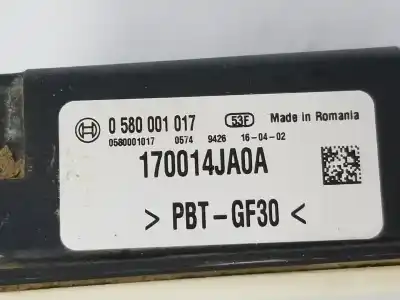 0 580 001 017 53F Made in Romania
0580001017 0574 9426 16-04-02
170014JA0A
> PBT-GF30 <